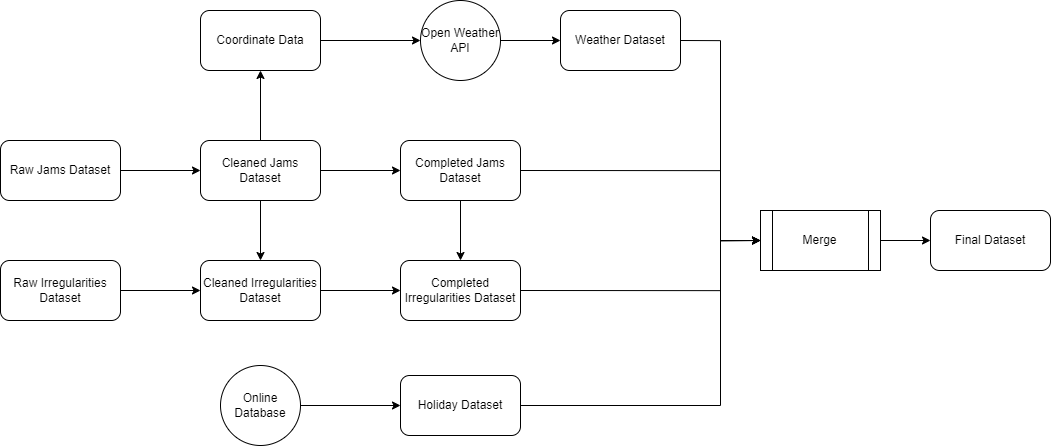 Coordinate Data
Open Weather
API
Weather Dataset
Raw Jams Dataset
Cleaned Jams
Dataset
Completed Jams
Dataset
Merge
Final Dataset
Raw Irregularities
Dataset
Cleaned Irregularities
Dataset
Completed
Irregularities Dataset
Online
Database
Holiday Dataset